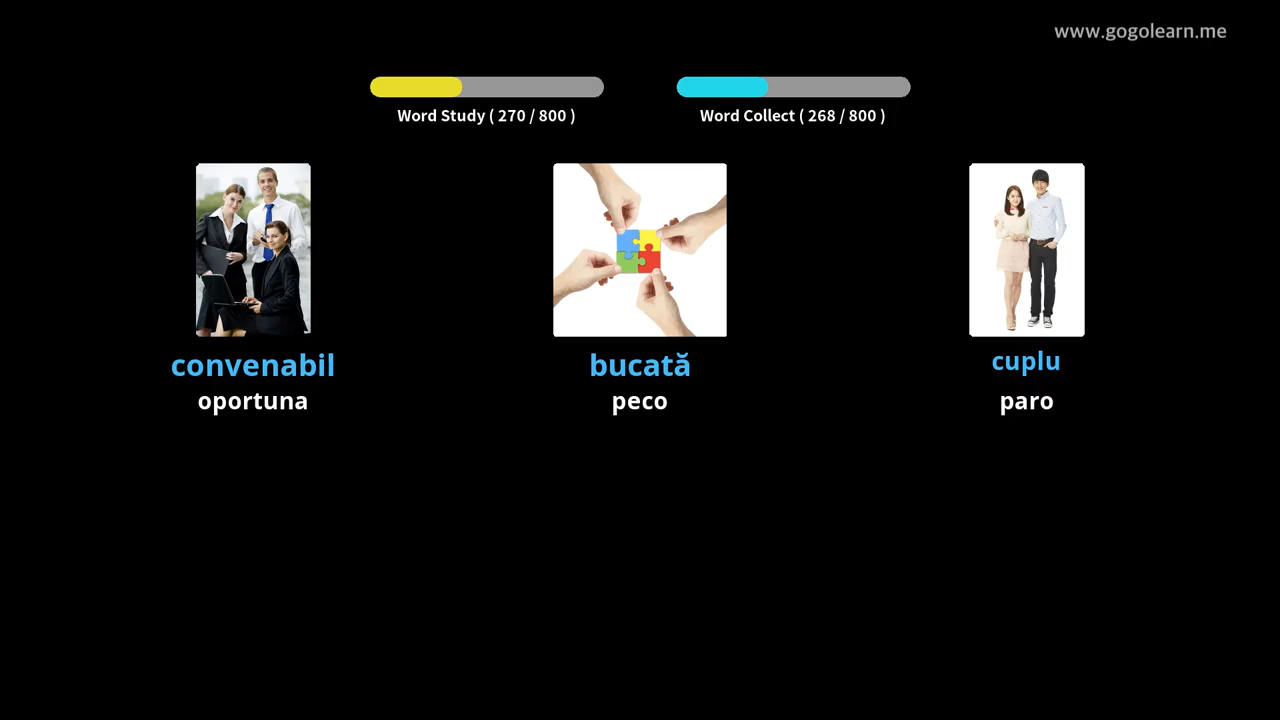 www.gogolearn.me
Word Study ( 270 / 800 )
Word Collect ( 268 / 800 )
convenabil
oportuna
bucată
peco
cuplu
paro